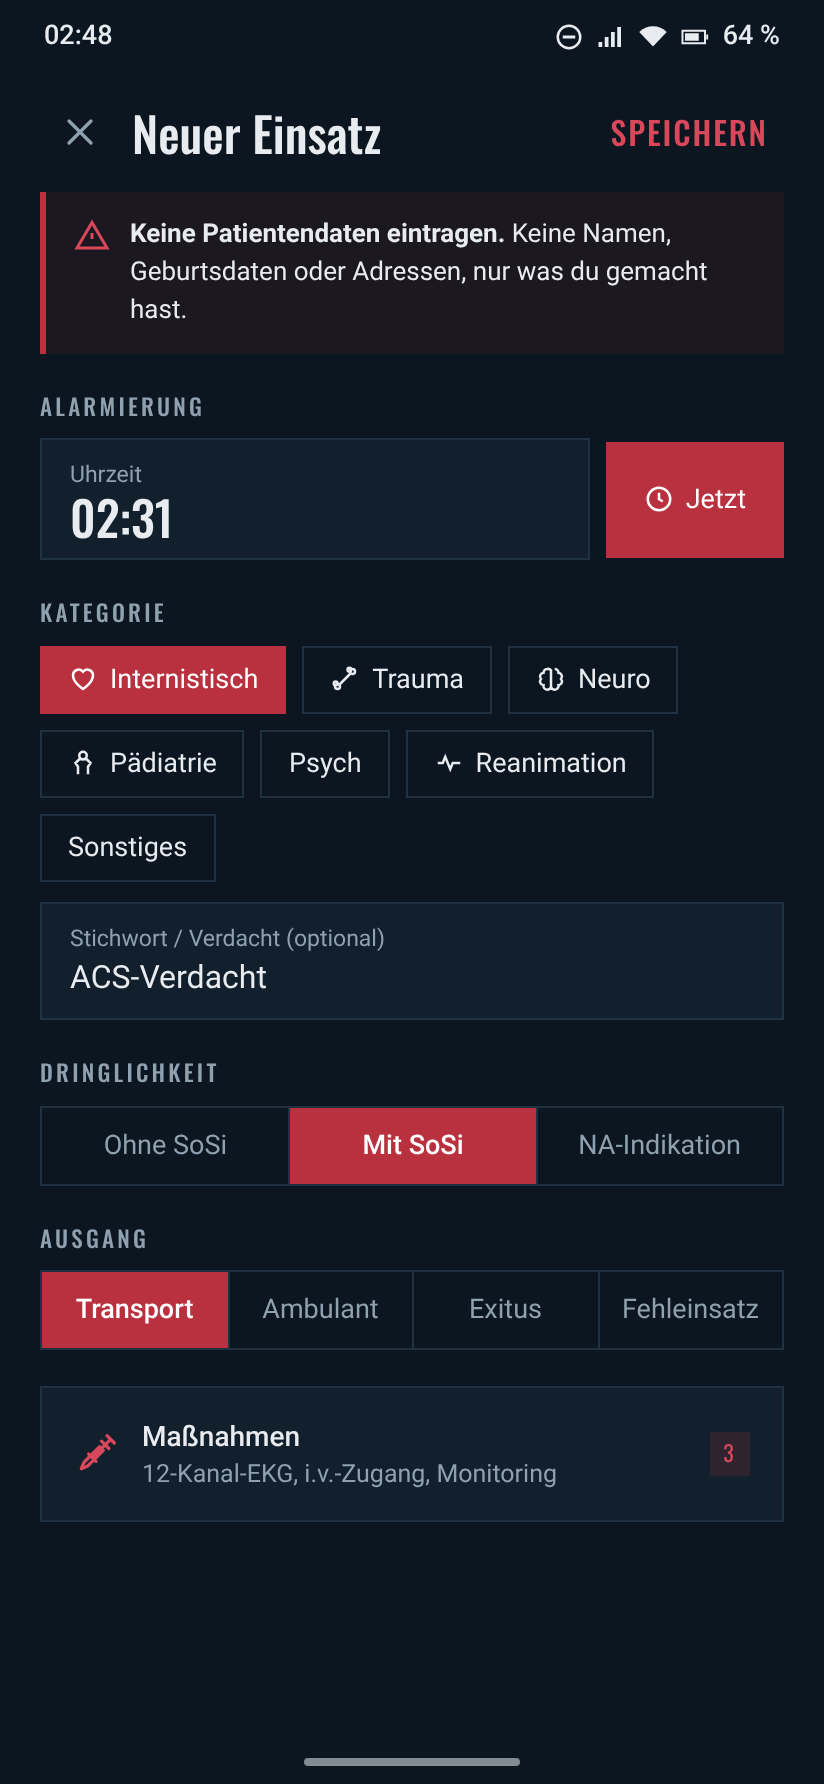 02:48 64 %
Neuer Einsatz SPEICHERN
Keine Patientendaten eintragen. Keine Namen,
Geburtsdaten oder Adressen, nur was du gemacht
hast.
ALARMIERUNG
Uhrzeit
02:31
Jetzt
KATEGORIE
Internistisch Trauma Neuro
Pädiatrie Psych Reanimation
Sonstiges
Stichwort / Verdacht (optional)
ACS-Verdacht
DRINGLICHKEIT
Ohne SoSi Mit SoSi NA-Indikation
AUSGANG
Transport Ambulant Exitus Fehleinsatz
Maßnahmen
12-Kanal-EKG, i.v.-Zugang, Monitoring
3